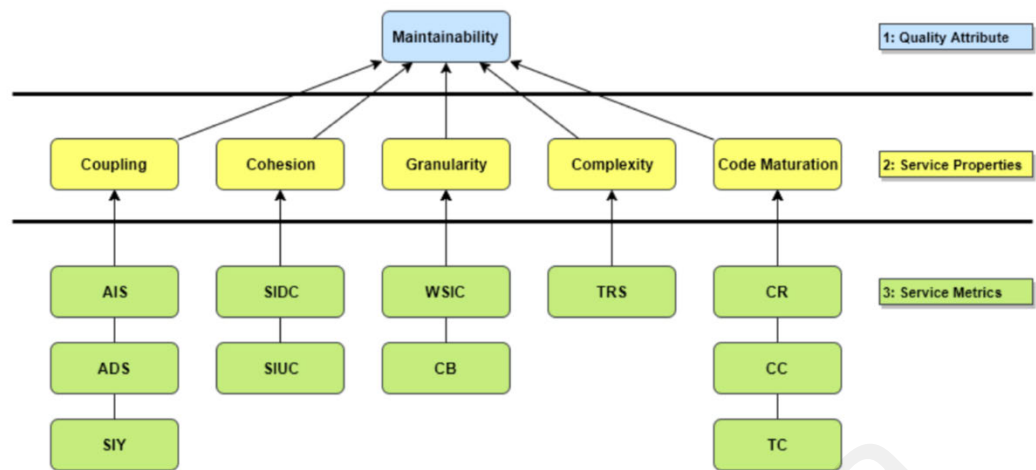 Maintainability
1: Quality Attribute
Coupling
Cohesion
Granularity
Complexity
Code Maturation
2: Service Properties
AIS
SIDC
WSIC
TRS
CR
3: Service Metrics
ADS
SIUC
CB
CC
SIY
TC